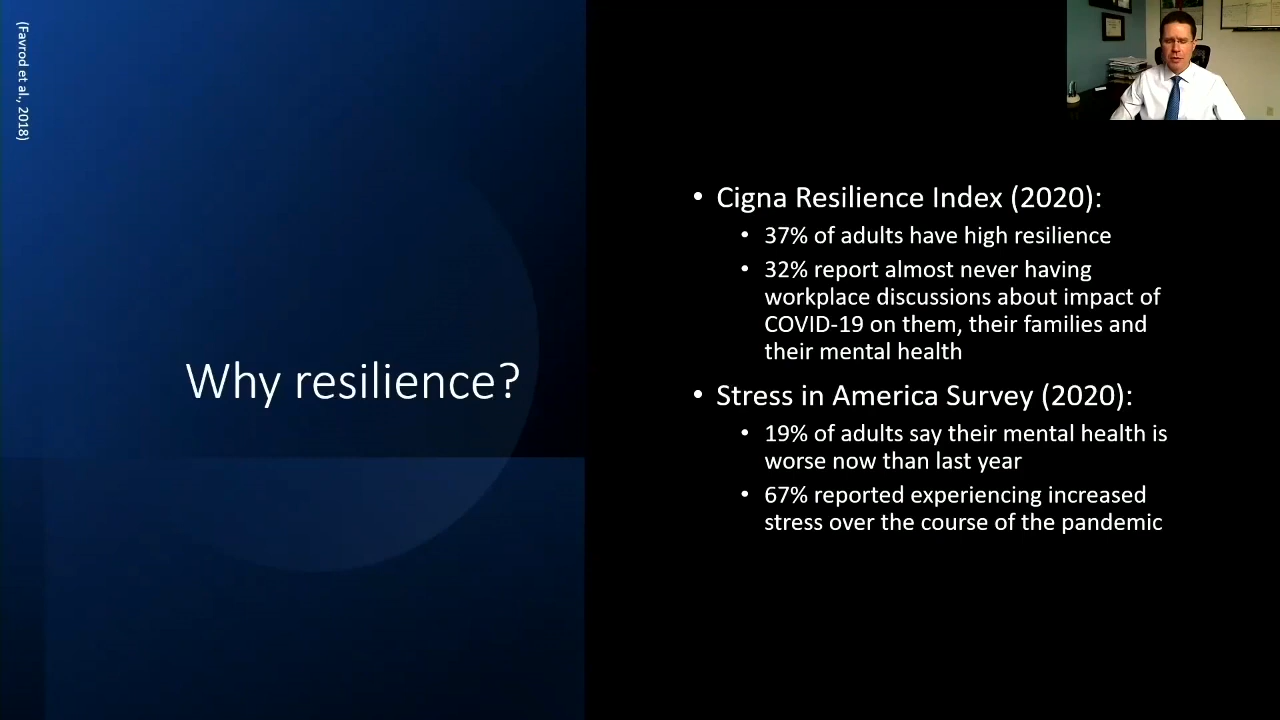 (Favrod et al., 2018)
Why resilience?
• Cigna Resilience Index (2020):
• 37% of adults have high resilience
• 32% report almost never having
workplace discussions about impact of
COVID-19 on them, their families and
their mental health
• Stress in America Survey (2020):
• 19% of adults say their mental health is
worse now than last year
• 67% reported experiencing increased
stress over the course of the pandemic